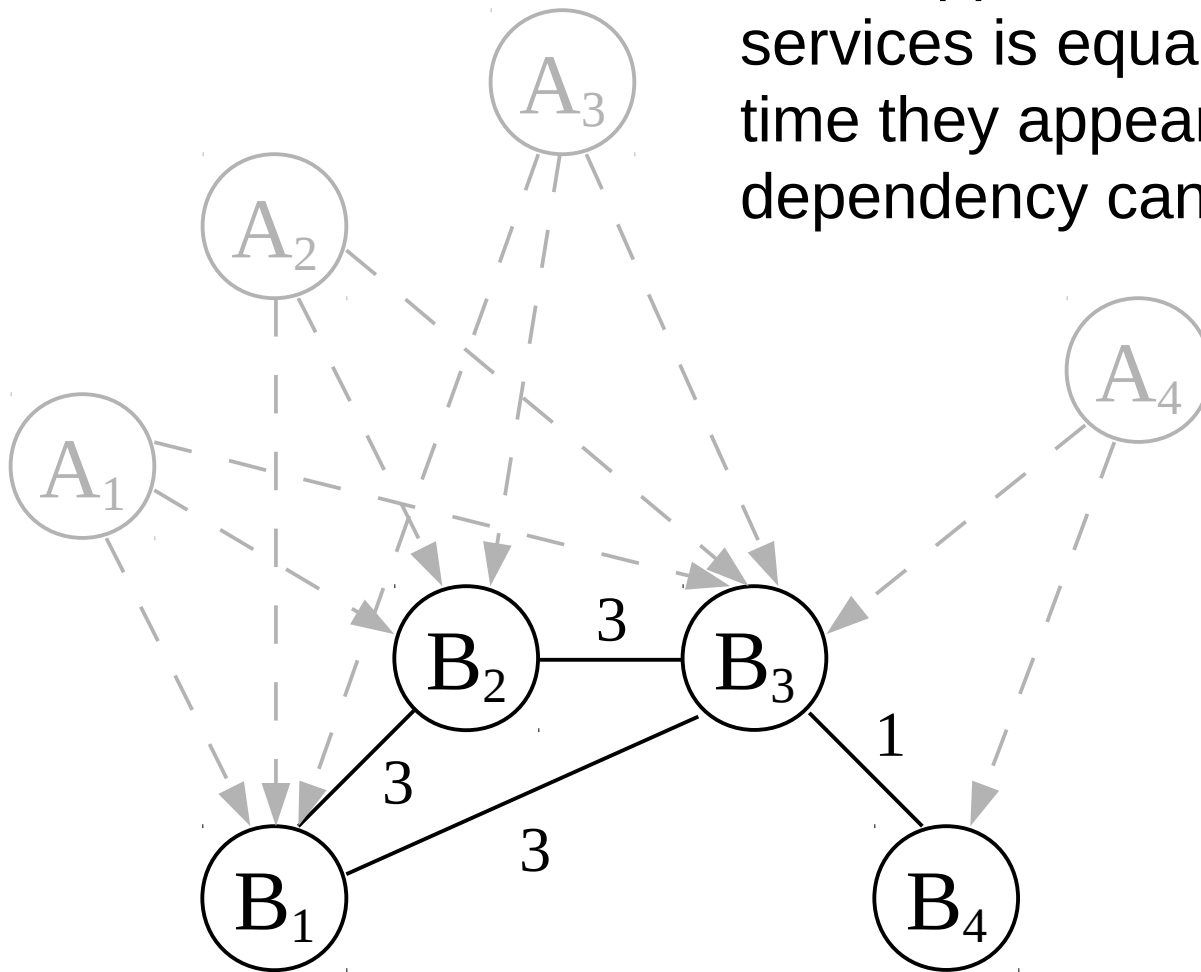 services is equa
time they appear
dependency can
A3
A2
A4
A1
3
B2
B3
1
3
3
B1
B4